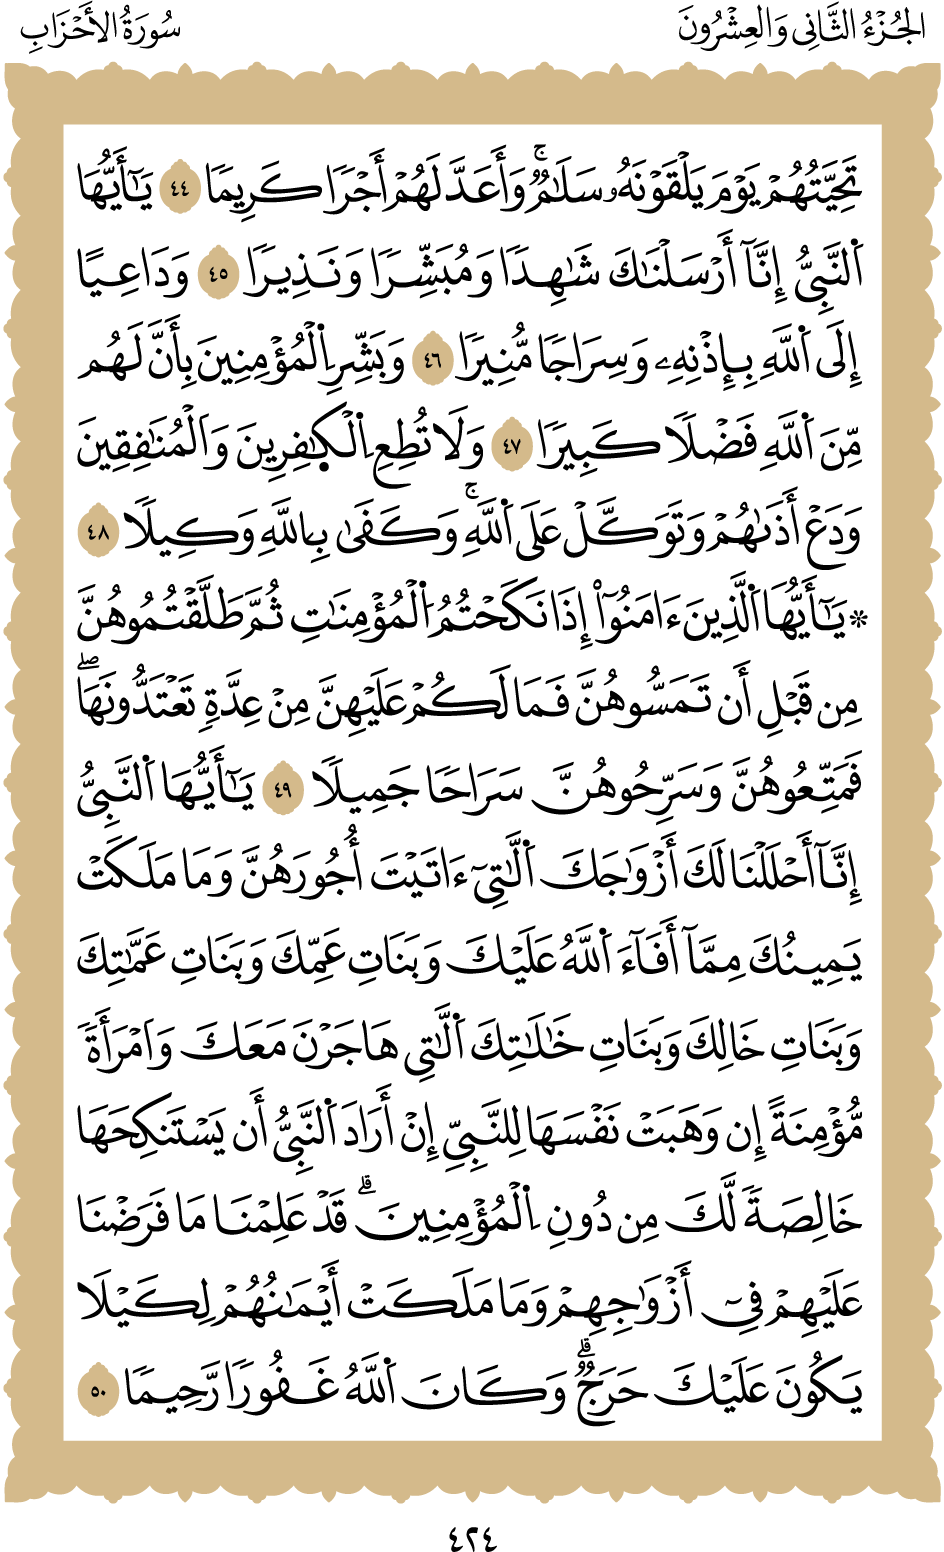 الجُزْءُ الثَّانِى وَالعِشْرُونَ
سُورَةُ الأَحْزَابِ
تَحِيَّتُهُمْ يَوْمَ يَلْقَوْنَهُۥ سَلَٰمٌۚ وَأَعَدَّ لَهُمْ أَجْرًا كَرِيمًا ٤٤ يَٰٓأَيُّهَا
ٱلنَّبِىُّ إِنَّآ أَرْسَلْنَٰكَ شَٰهِدًا وَمُبَشِّرًا وَنَذِيرًا ٤٥ وَدَاعِيًا
إِلَى ٱللَّهِ بِإِذْنِهِۦ وَسِرَاجًا مُّنِيرًا ٤٦ وَبَشِّرِ ٱلْمُؤْمِنِينَ بِأَنَّ لَهُم
مِّنَ ٱللَّهِ فَضْلًا كَبِيرًا ٤٧ وَلَا تُطِعِ ٱلْكَٰفِرِينَ وَٱلْمُنَٰفِقِينَ
وَدَعْ أَذَىٰهُمْ وَتَوَكَّلْ عَلَى ٱللَّهِۚ وَكَفَىٰ بِٱللَّهِ وَكِيلًا ٤٨
* يَٰٓأَيُّهَا ٱلَّذِينَ ءَامَنُوٓا۟ إِذَا نَكَحْتُمُ ٱلْمُؤْمِنَٰتِ ثُمَّ طَلَّقْتُمُوهُنَّ
مِن قَبْلِ أَن تَمَسُّوهُنَّ فَمَا لَكُمْ عَلَيْهِنَّ مِنْ عِدَّةٍ تَعْتَدُّونَهَاۖ
فَمَتِّعُوهُنَّ وَسَرِّحُوهُنَّ سَرَاحًا جَمِيلًا ٤٩ يَٰٓأَيُّهَا ٱلنَّبِىُّ
إِنَّآ أَحْلَلْنَا لَكَ أَزْوَٰجَكَ ٱلَّٰتِىٓ ءَاتَيْتَ أُجُورَهُنَّ وَمَا مَلَكَتْ
يَمِينُكَ مِمَّآ أَفَآءَ ٱللَّهُ عَلَيْكَ وَبَنَاتِ عَمِّكَ وَبَنَاتِ عَمَّٰتِكَ
وَبَنَاتِ خَالِكَ وَبَنَاتِ خَٰلَٰتِكَ ٱلَّٰتِى هَاجَرْنَ مَعَكَ وَٱمْرَأَةً
مُّؤْمِنَةً إِن وَهَبَتْ نَفْسَهَا لِلنَّبِىِّ إِنْ أَرَادَ ٱلنَّبِىُّ أَن يَسْتَنكِحَهَا
خَالِصَةً لَّكَ مِن دُونِ ٱلْمُؤْمِنِينَۗ قَدْ عَلِمْنَا مَا فَرَضْنَا
عَلَيْهِمْ فِىٓ أَزْوَٰجِهِمْ وَمَا مَلَكَتْ أَيْمَٰنُهُمْ لِكَيْلَا
يَكُونَ عَلَيْكَ حَرَجٌۗ وَكَانَ ٱللَّهُ غَفُورًا رَّحِيمًا ٥٠
٤٢٤